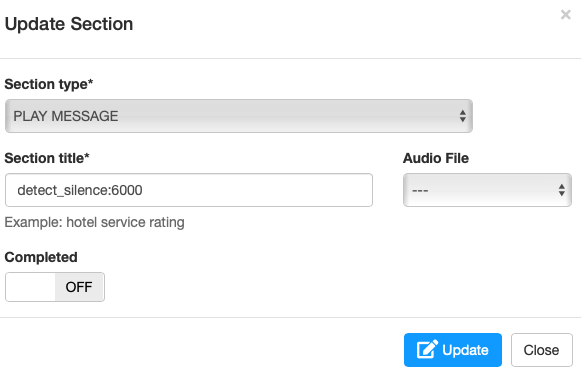 Update Section
×
Section type*
PLAY MESSAGE
Section title*
Audio File
detect_silence:6000
---
Example: hotel service rating
Completed
OFF
Update
Close